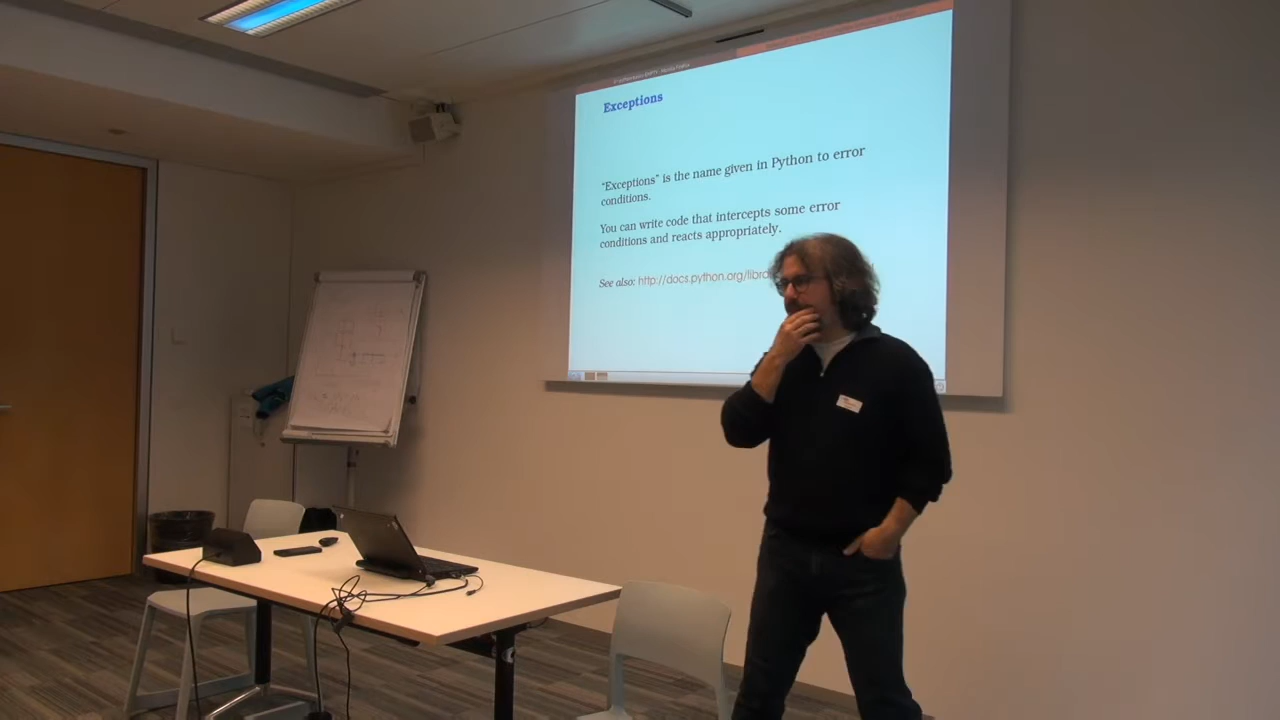 Exceptions
"Exceptions" is the name given in Python to error
conditions.
You can write code that intercepts some error
conditions and reacts appropriately.
See also: http://docs.python.org/libra